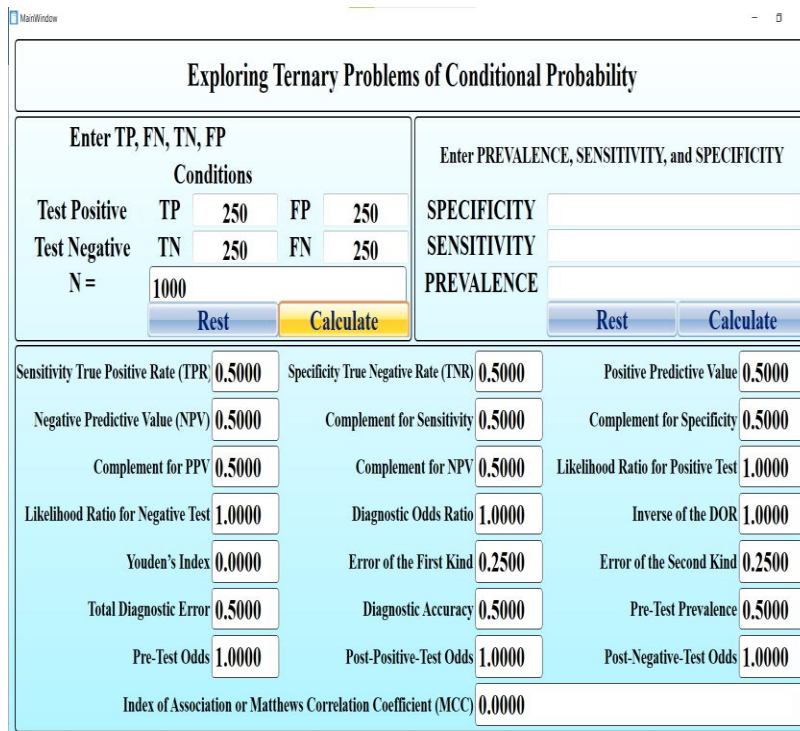 MainWindow
Exploring Ternary Problems of Conditional Probability
Enter TP, FN, TN, FP
Conditions
Test Positive TP 250 FP 250
Test Negative TN 250 FN 250
N = 1000
Rest Calculate
Enter PREVALENCE, SENSITIVITY, and SPECIFICITY
SPECIFICITY
SENSITIVITY
PREVALENCE
Rest Calculate
Sensitivity True Positive Rate (TPR) 0.5000 Specificity True Negative Rate (TNR) 0.5000 Positive Predictive Value 0.5000
Negative Predictive Value (NPV) 0.5000 Complement for Sensitivity 0.5000 Complement for Specificity 0.5000
Complement for PPV 0.5000 Complement for NPV 0.5000 Likelihood Ratio for Positive Test 1.0000
Likelihood Ratio for Negative Test 1.0000 Diagnostic Odds Ratio 1.0000 Inverse of the DOR 1.0000
Youden's Index 0.0000 Error of the First Kind 0.2500 Error of the Second Kind 0.2500
Total Diagnostic Error 0.5000 Diagnostic Accuracy 0.5000 Pre-Test Prevalence 0.5000
Pre-Test Odds 1.0000 Post-Positive-Test Odds 1.0000 Post-Negative-Test Odds 1.0000
Index of Association or Matthews Correlation Coefficient (MCC) 0.0000